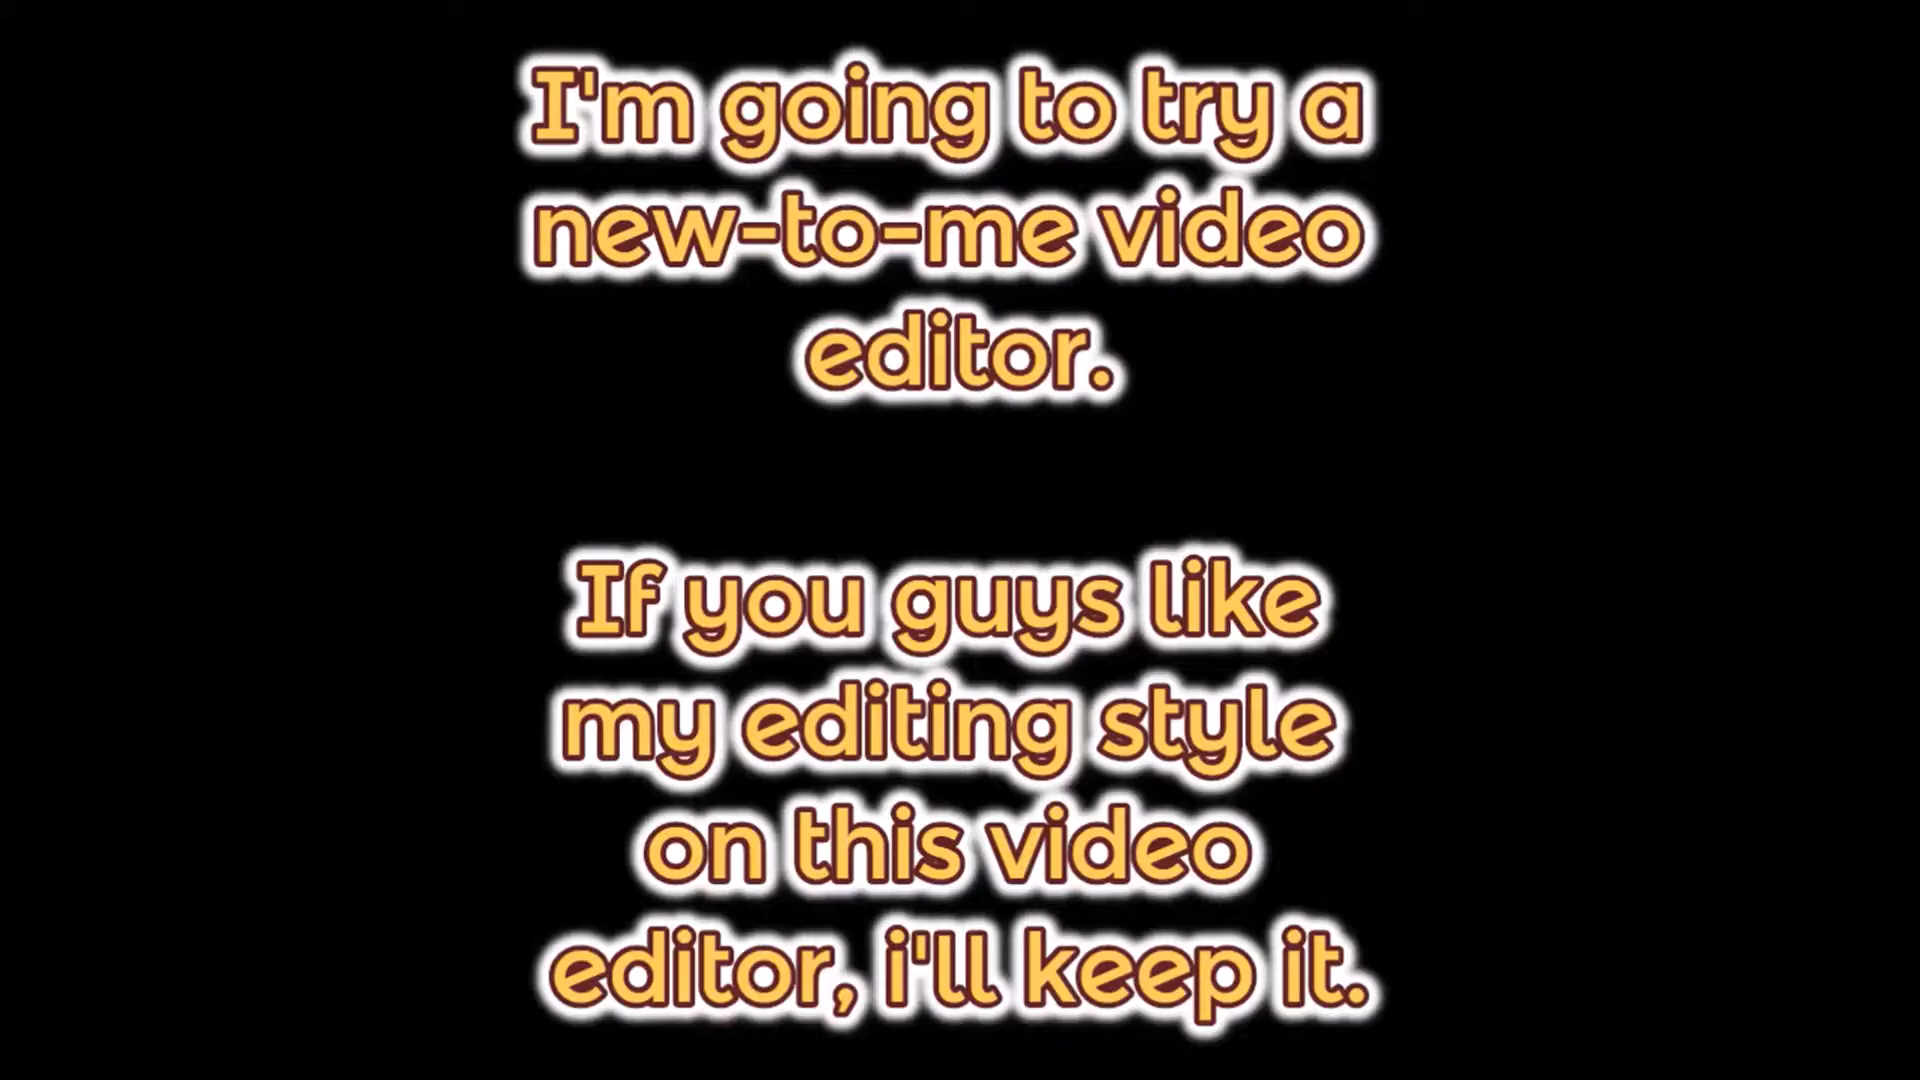 I'm going to try a
new-to-me video
editor.
If you guys like
my editing style
on this video
editor, i'll keep it.